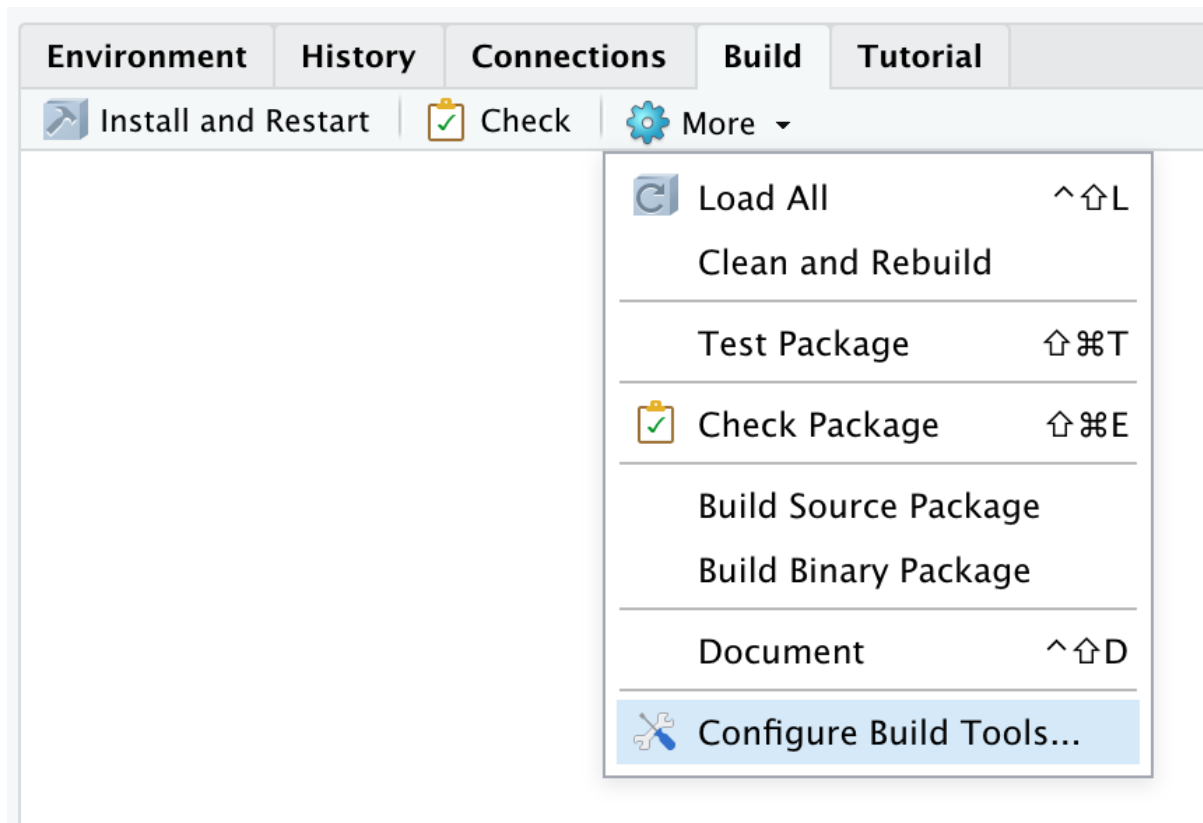 Environment History Connections Build Tutorial
Install and Restart Check More
Load All ^⇧L
Clean and Rebuild
Test Package ⇧⌘T
Check Package ⇧⌘E
Build Source Package
Build Binary Package
Document ^⇧D
Configure Build Tools...